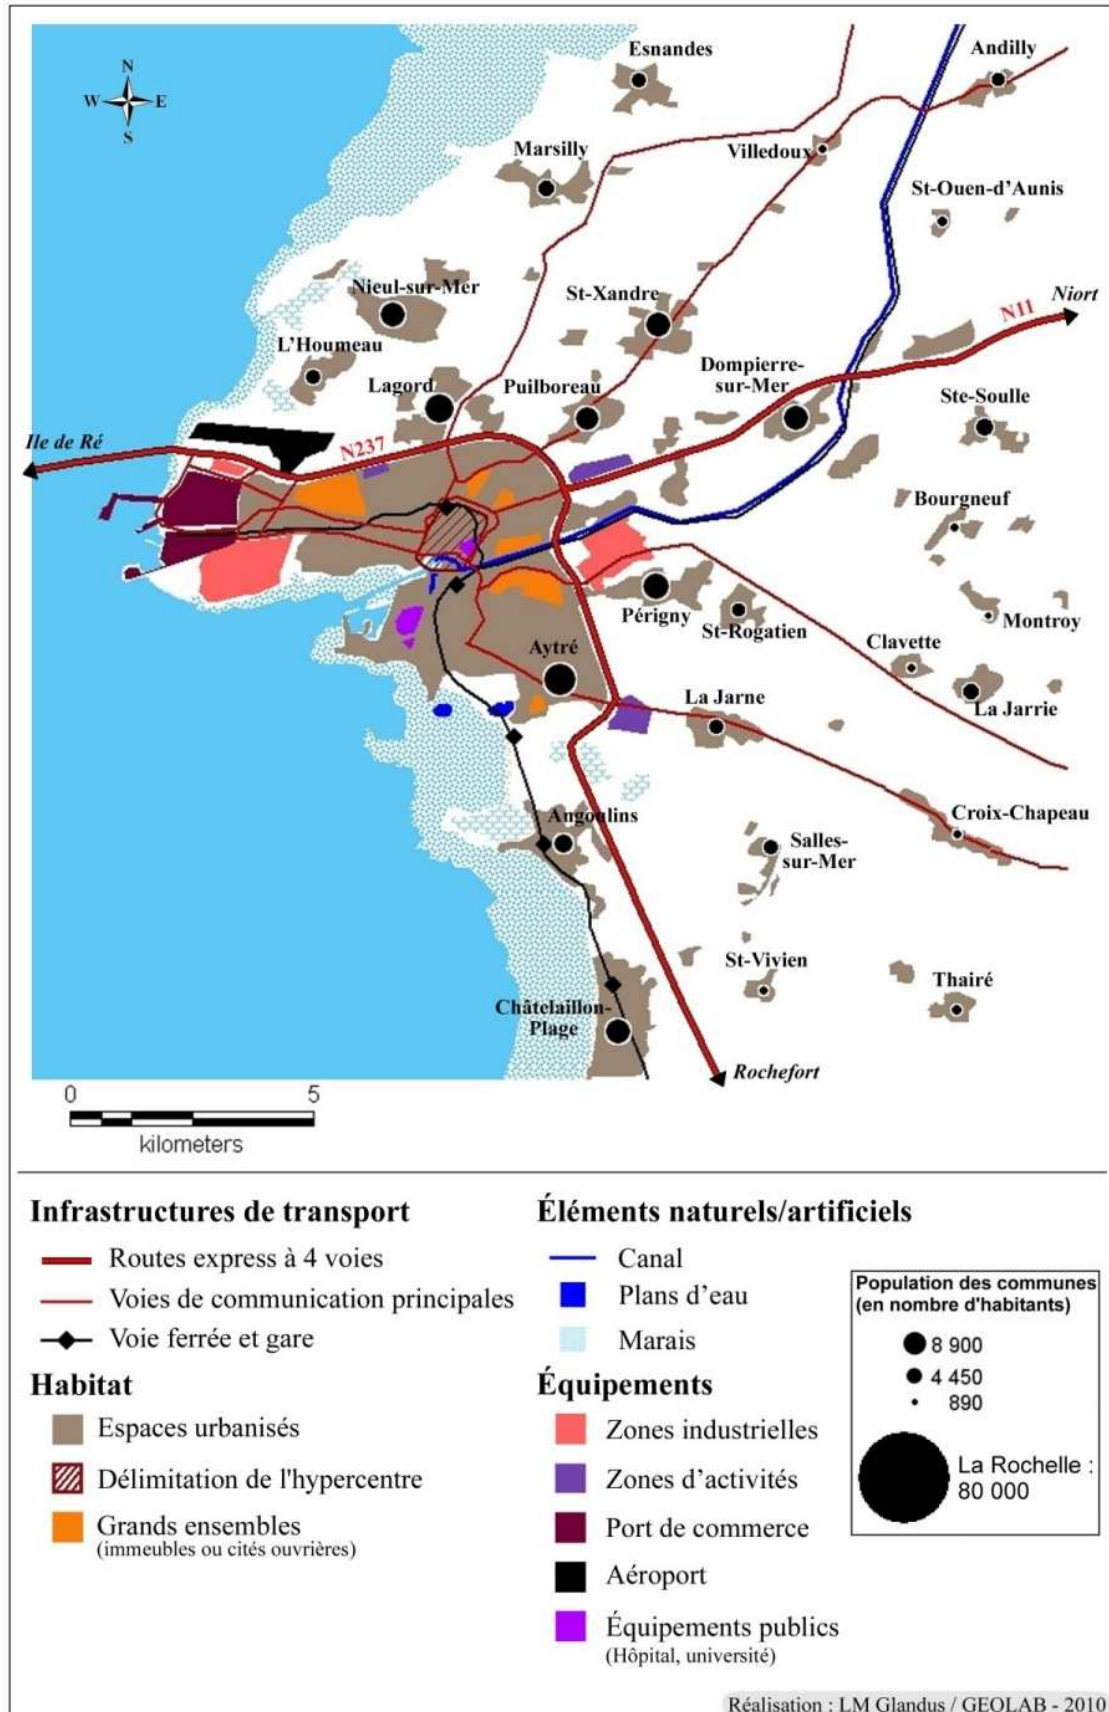 N
W E
S
Esnandes
Andilly
Marsilly
Villedoux
St-Ouen-d'Aunis
Nieul-sur-Mer
St-Xandre
N11
Niort
L'Houmeau
Lagord
Puilboreau
Dompierre-
sur-Mer
Ste-Soulle
Ile de Ré
N237
Bourgneuf
Périgny
St-Rogatien
Montroy
Clavette
Aytré
La Jarne
La Jarrie
Angoulins
Croix-Chapeau
Salles-
sur-Mer
St-Vivien
Thairé
Châtelaillon-
Plage
Rochefort
0 5
kilometers
Infrastructures de transport
Routes express à 4 voies
Voies de communication principales
Voie ferrée et gare
Habitat
Espaces urbanisés
Délimitation de l'hypercentre
Grands ensembles
(immeubles ou cités ouvrières)
Éléments naturels/artificiels
Canal
Plans d'eau
Marais
Équipements
Zones industrielles
Zones d'activités
Port de commerce
Aéroport
Équipements publics
(Hôpital, université)
Population des communes
(en nombre d'habitants)
8 900
4 450
890
La Rochelle :
80 000
Réalisation : LM Glandus / GEOLAB - 2010